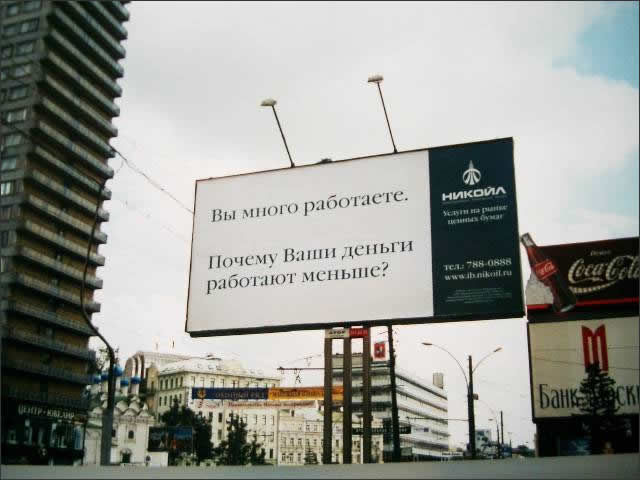 Вы много работаете.
Почему Ваши деньги
работают меньше?
НИКОЙЛ
Услуги на рынке
ценных бумаг
тел.: 788-0888
www.ib.nikoil.ru
Coca-Cola
Банк